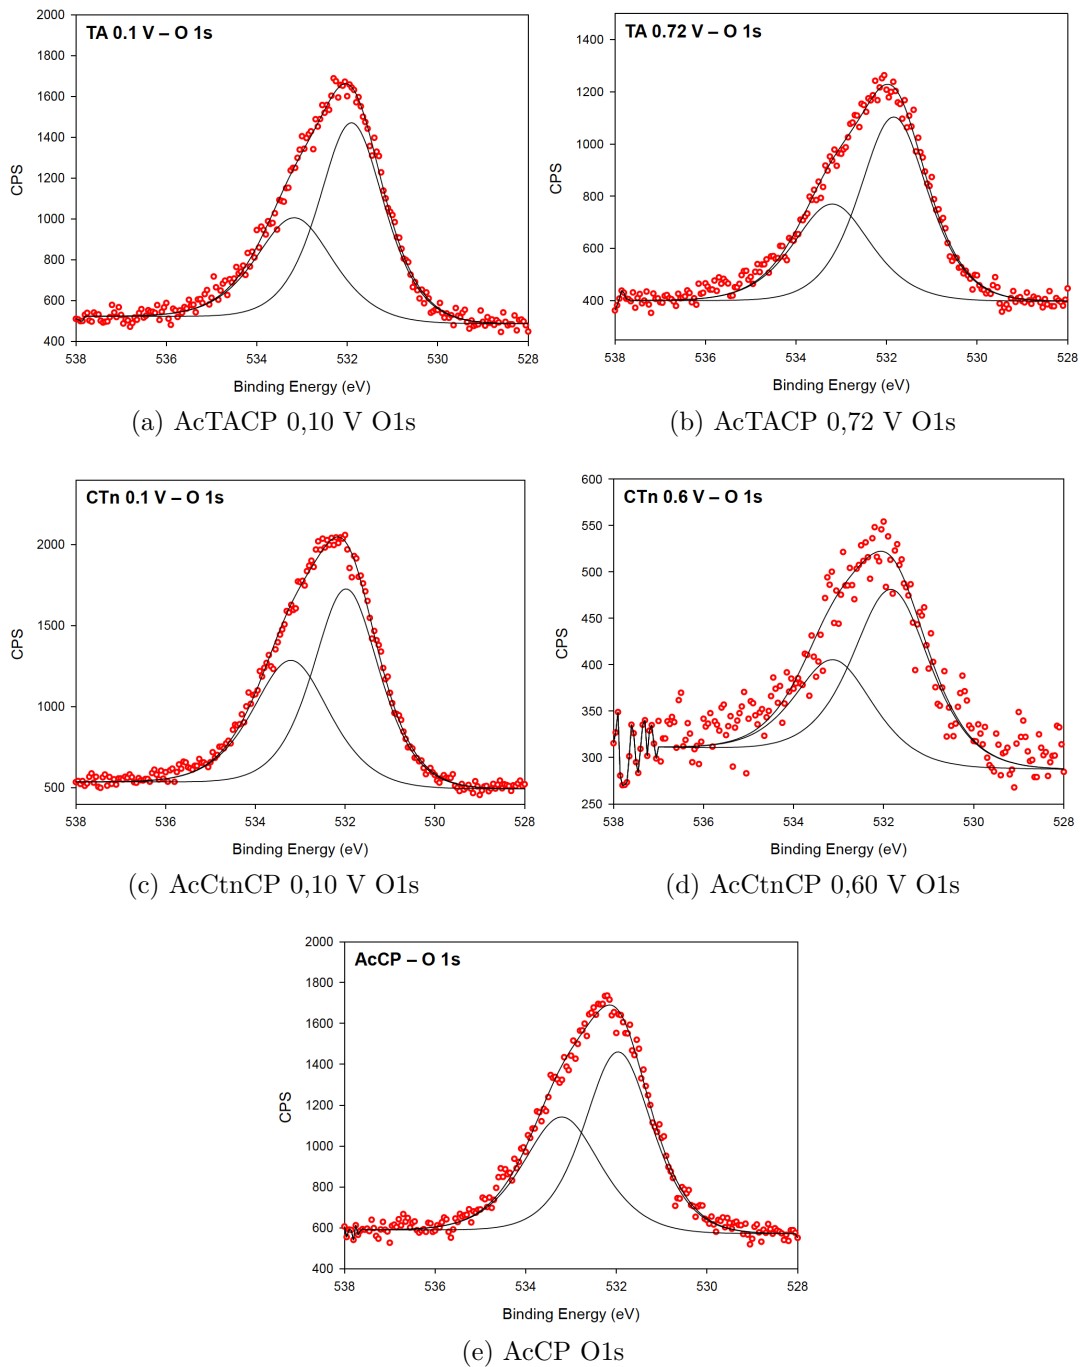 TA 0.1 V – O 1s
2000
1800
1600
1400
1200
1000
800
600
400
CPS
538 536 534 532 530 528
Binding Energy (eV)
(a) AcTACP 0,10 V O1s
TA 0.72 V – O 1s
1400
1200
1000
800
600
400
CPS
538 536 534 532 530 528
Binding Energy (eV)
(b) AcTACP 0,72 V O1s
CTn 0.1 V – O 1s
2000
1500
1000
500
CPS
538 536 534 532 530 528
Binding Energy (eV)
(c) AcCtnCP 0,10 V O1s
CTn 0.6 V – O 1s
600
550
500
450
400
350
300
250
CPS
538 536 534 532 530 528
Binding Energy (eV)
(d) AcCtnCP 0,60 V O1s
AcCP – O 1s
2000
1800
1600
1400
1200
1000
800
600
400
CPS
538 536 534 532 530 528
Binding Energy (eV)
(e) AcCP O1s